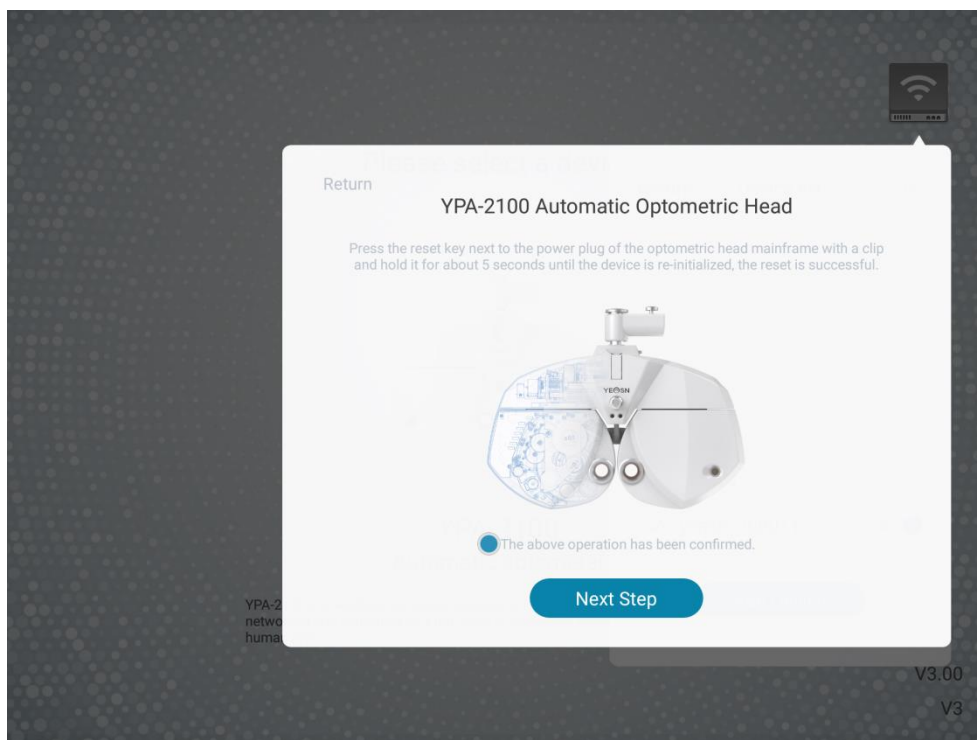 Return
YPA-2100 Automatic Optometric Head
Press the reset key next to the power plug of the optometric head mainframe with a clip
and hold it for about 5 seconds until the device is re-initialized, the reset is successful.
YEASN
The above operation has been confirmed.
Next Step
YPA-2
netwo
huma
V3.00
V3